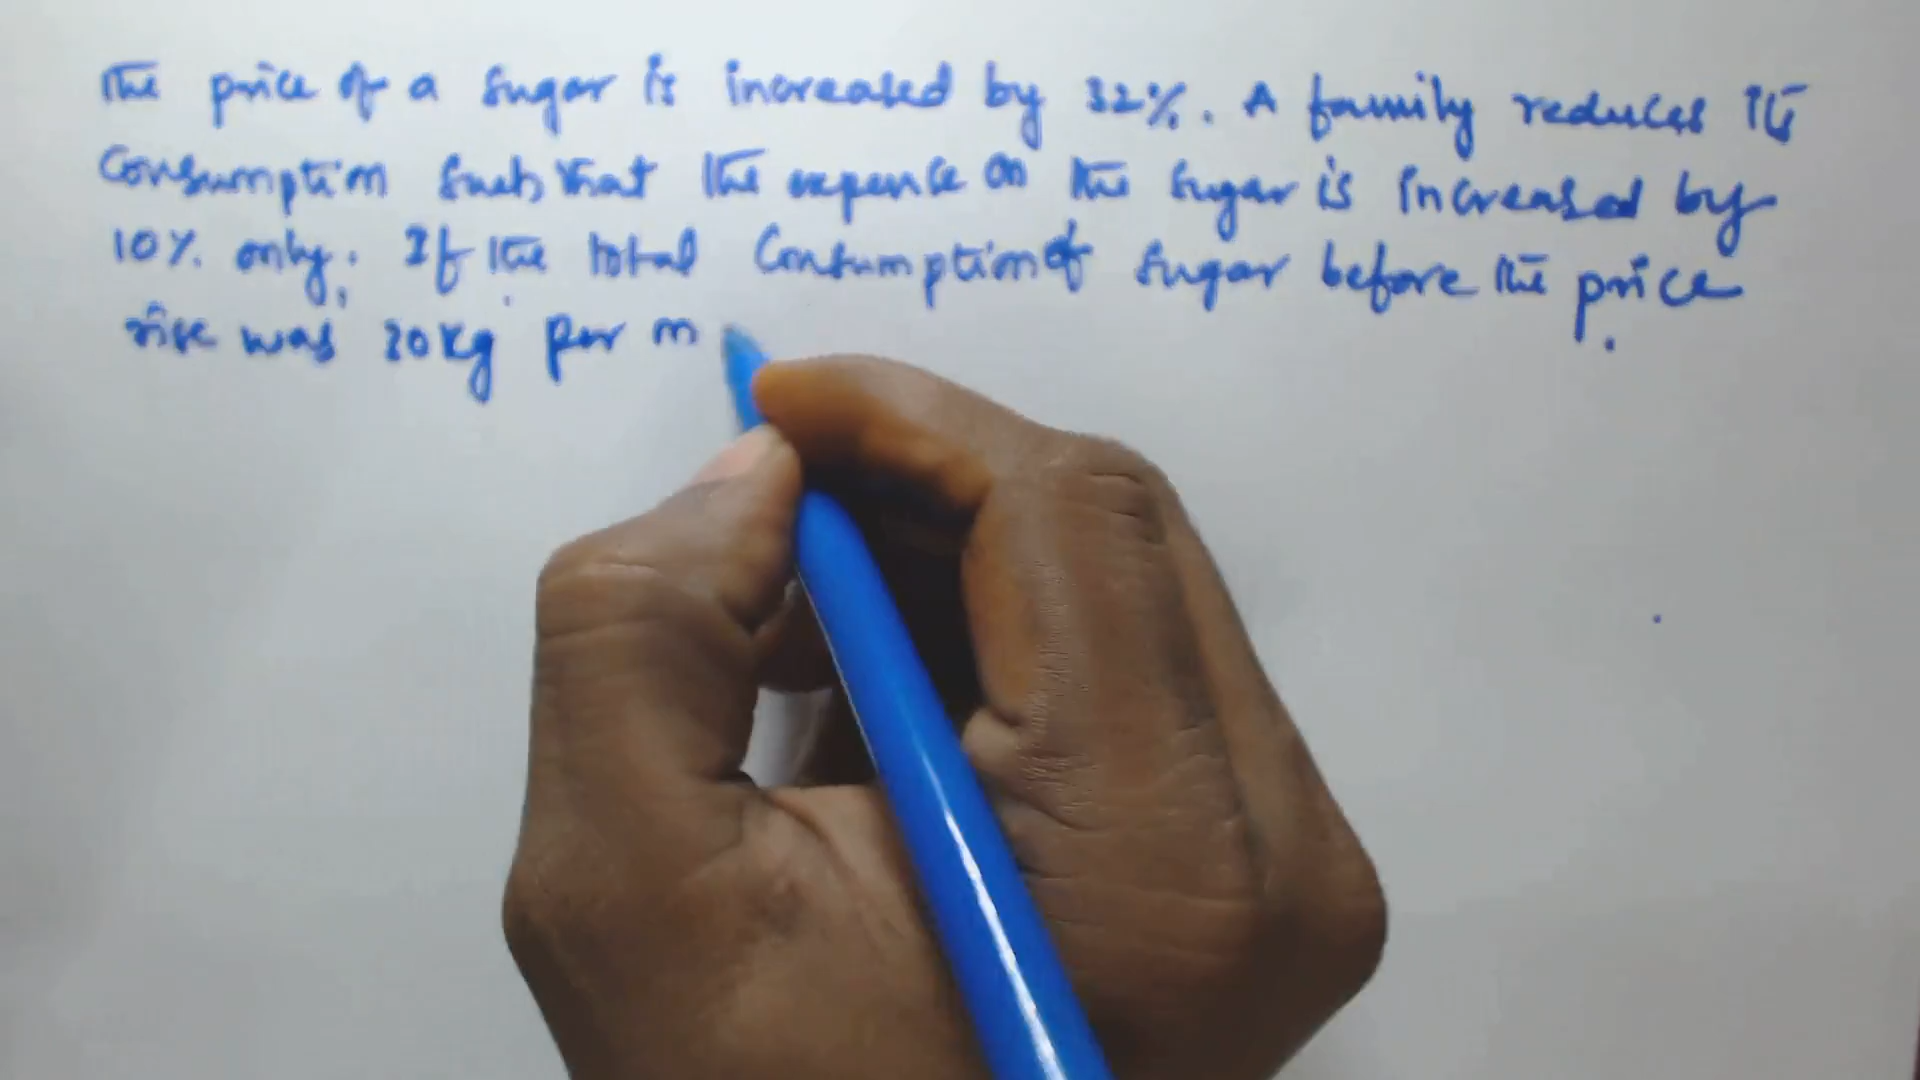 The price of a sugar is increased by 32%. A family reduces its
Consumption such that the expense on the sugar is increased by
10% only. If the total Consumption of sugar before the price
rise was 30kg per m